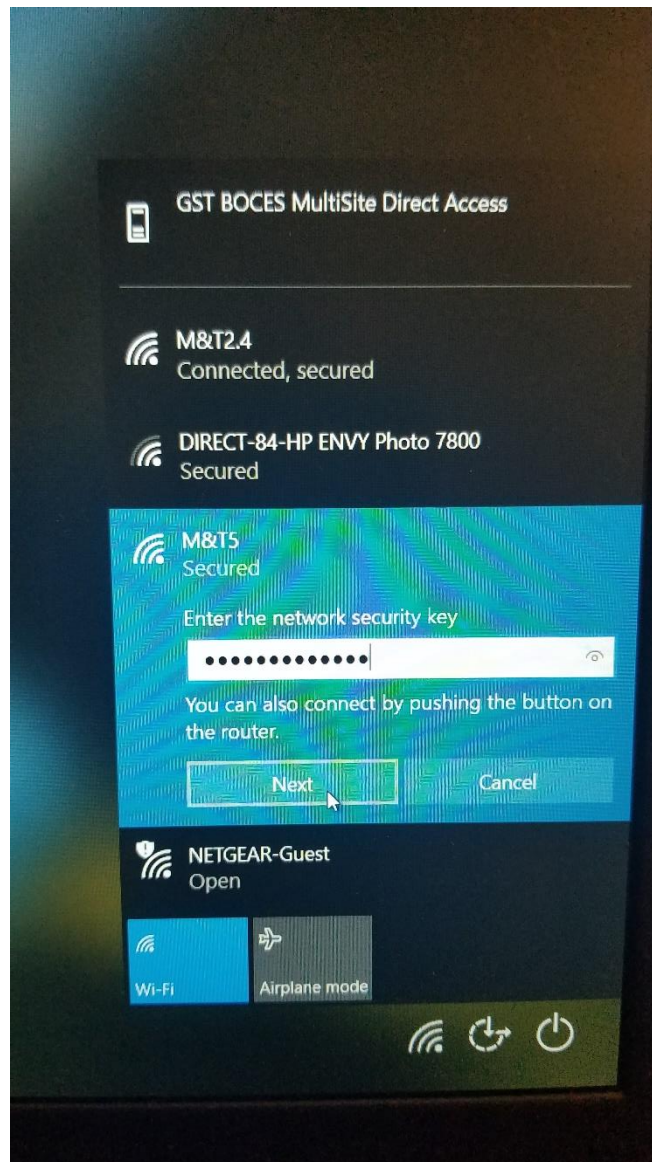 GST BOCES MultiSite Direct Access
M&T2.4
Connected, secured
DIRECT-84-HP ENVY Photo 7800
Secured
M&T5
Secured
Enter the network security key
●●●●●●●●●●●●●
You can also connect by pushing the button on
the router.
Next
Cancel
NETGEAR-Guest
Open
Wi-Fi
Airplane mode